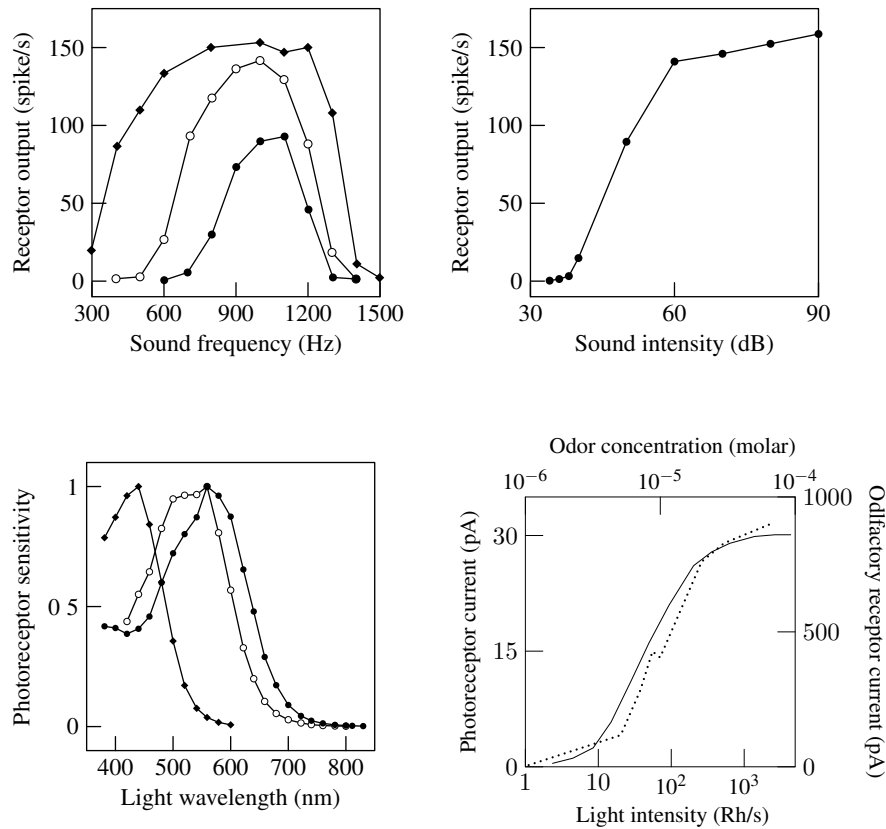 Receptor output (spike/s)
150
100
50
0
300 600 900 1200 1500
Sound frequency (Hz)
Receptor output (spike/s)
150
100
50
0
30 60 90
Sound intensity (dB)
Photoreceptor sensitivity
1
0 5
0
400 500 600 700 800
Light wavelength (nm)
Odor concentration (molar)
10⁻⁶ 10⁻⁵ 10⁻⁴
Photoreceptor current (pA)
30
15
0
1000
500
0
Odlfactory receptor
current (pA)
1 10 10² 10³
Light intensity (Rh/s)